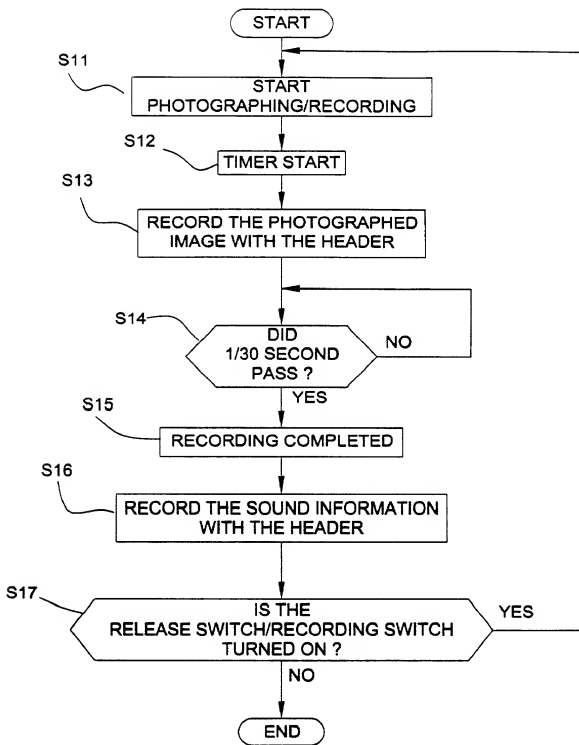 START
S11
START
PHOTOGRAPHING/RECORDING
S12
TIMER START
S13
RECORD THE PHOTOGRAPHED
IMAGE WITH THE HEADER
S14
DID
1/30 SECOND
PASS ?
NO
YES
S15
RECORDING COMPLETED
S16
RECORD THE SOUND INFORMATION
WITH THE HEADER
S17
IS THE
RELEASE SWITCH/RECORDING SWITCH
TURNED ON ?
YES
NO
END